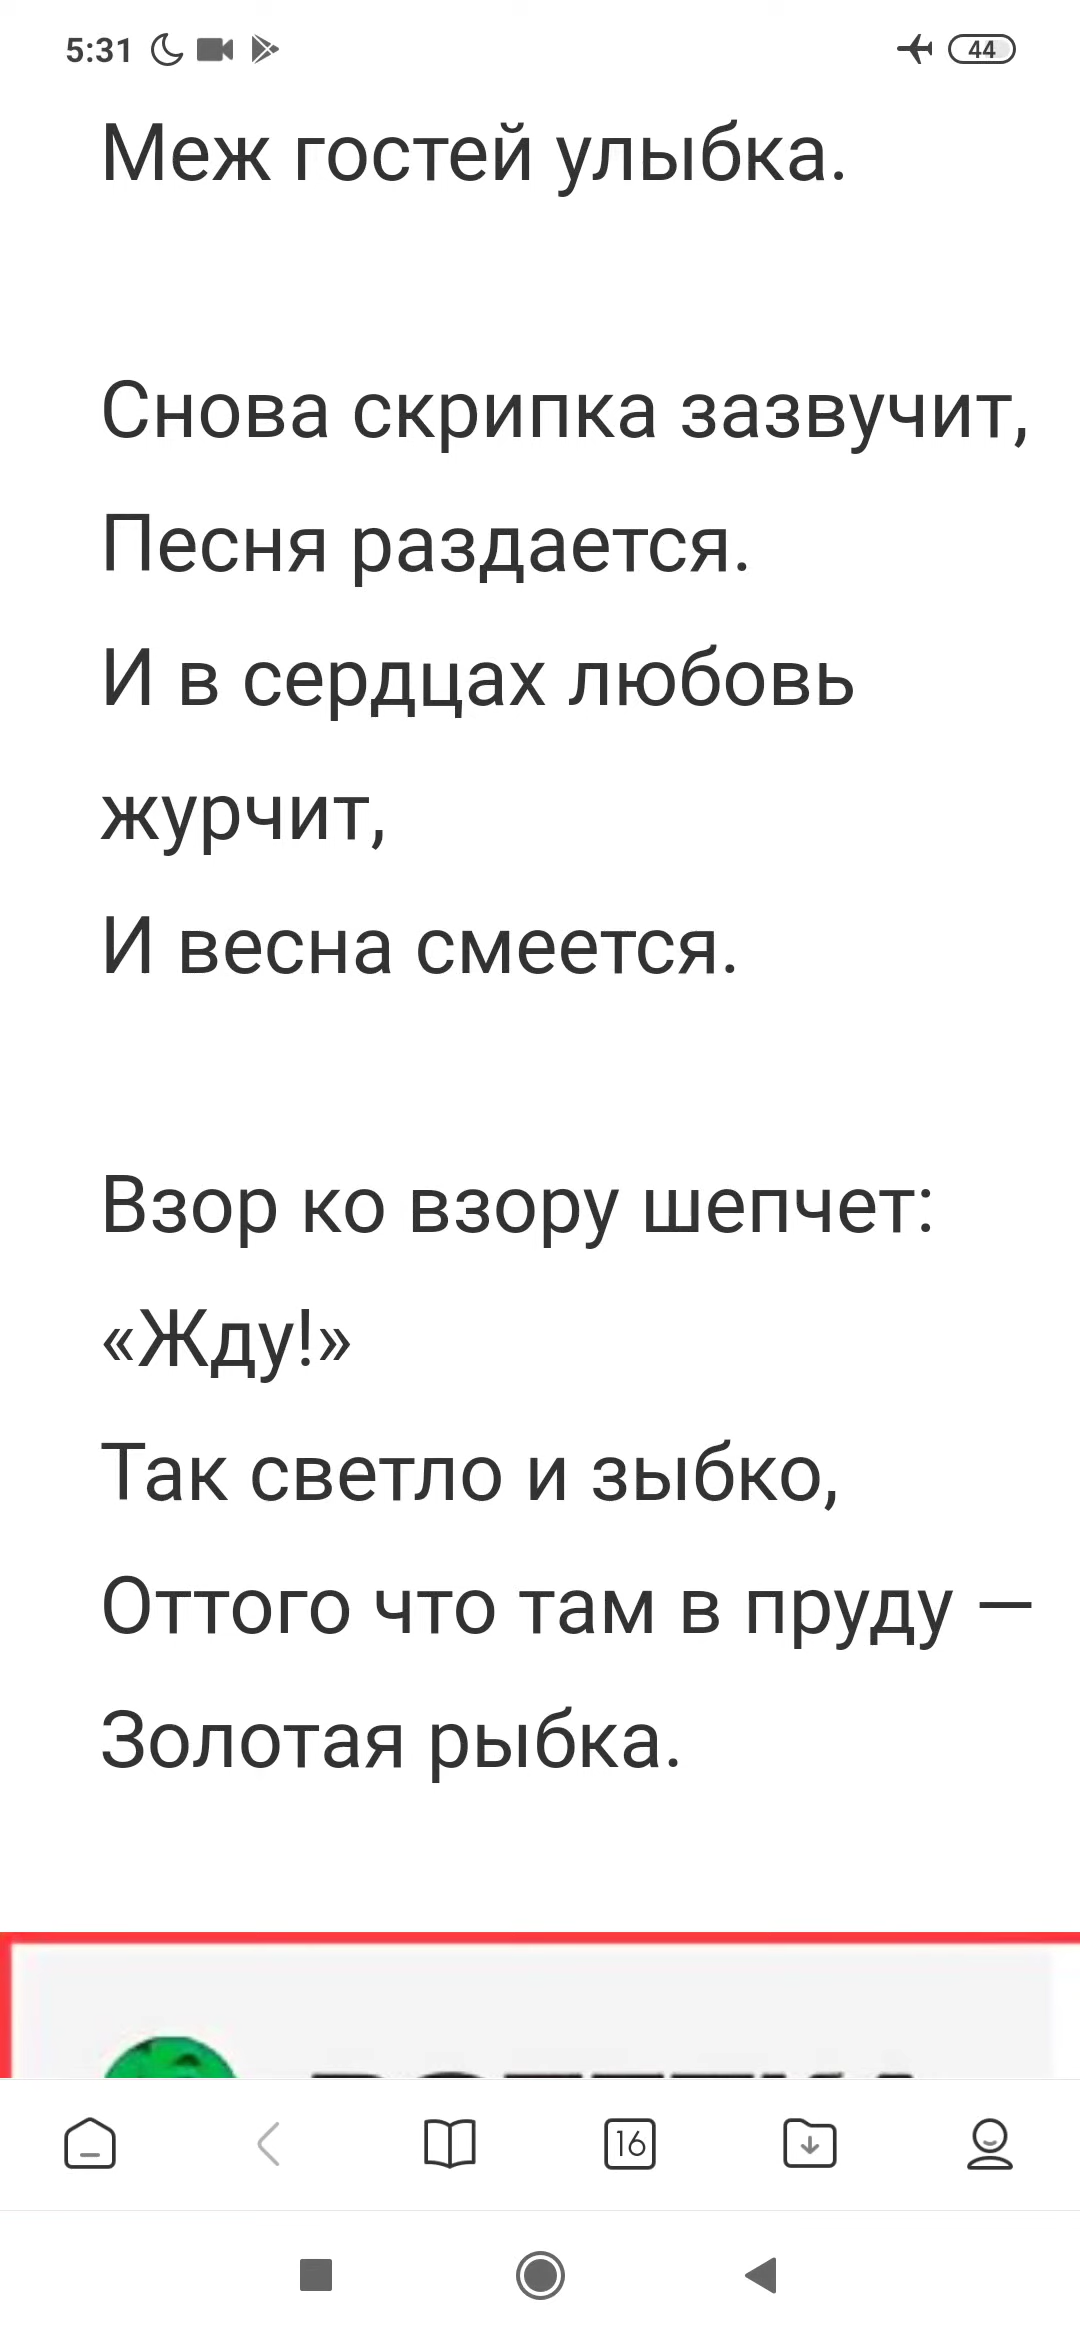 5:31
44
Меж гостей улыбка.
Снова скрипка зазвучит,
Песня раздается.
И в сердцах любовь
журчит,
И весна смеется.
Взор ко взору шепчет:
«Жду!»
Так светло и зыбко,
Оттого что там в пруду —
Золотая рыбка.
16